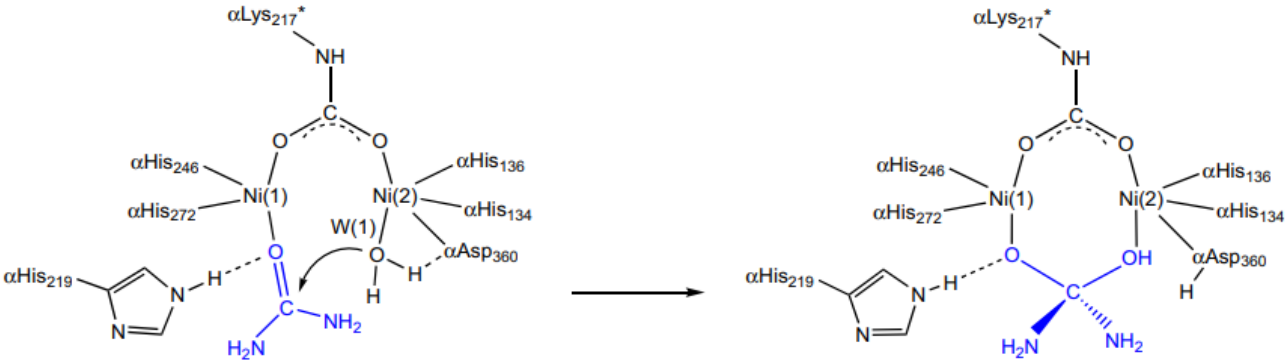 αLys₂₁₇*
NH
C
O O
αHis₂₄₆ αHis₁₃₆
Ni(1) Ni(2)
αHis₂₇₂ αHis₁₃₄
W(1)
O O αAsp₃₆₀
αHis₂₁₉ H H
N H
N C NH₂
H₂N
αLys₂₁₇*
NH
C
O O
αHis₂₄₆ αHis₁₃₆
Ni(1) Ni(2)
αHis₂₇₂ αHis₁₃₄
O OH αAsp₃₆₀
αHis₂₁₉ H H
N C
N H₂N NH₂